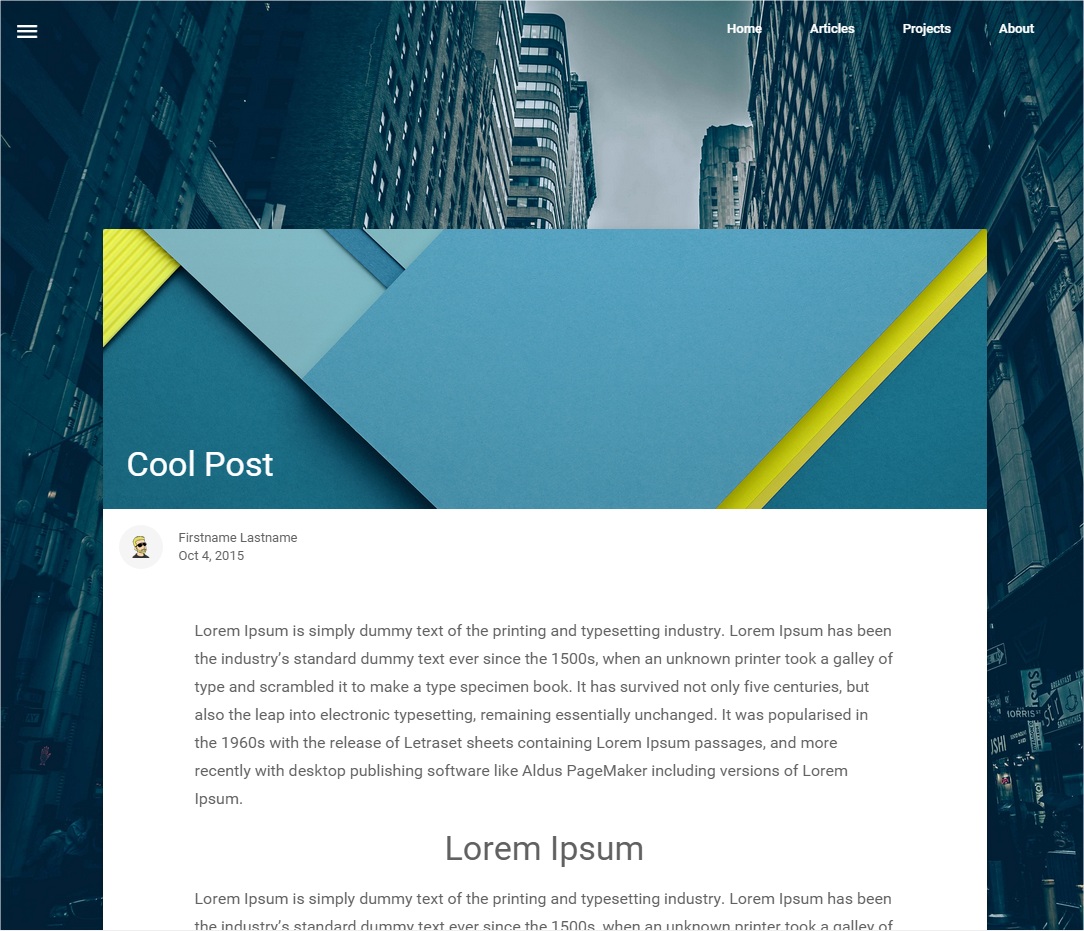 Home Articles Projects About
Cool Post
Firstname Lastname
Oct 4, 2015
Lorem Ipsum is simply dummy text of the printing and typesetting industry. Lorem Ipsum has been
the industry’s standard dummy text ever since the 1500s, when an unknown printer took a galley of
type and scrambled it to make a type specimen book. It has survived not only five centuries, but
also the leap into electronic typesetting, remaining essentially unchanged. It was popularised in
the 1960s with the release of Letraset sheets containing Lorem Ipsum passages, and more
recently with desktop publishing software like Aldus PageMaker including versions of Lorem
Ipsum.
Lorem Ipsum
Lorem Ipsum is simply dummy text of the printing and typesetting industry. Lorem Ipsum has been
the industry’s standard dummy text ever since the 1500s, when an unknown printer took a galley of